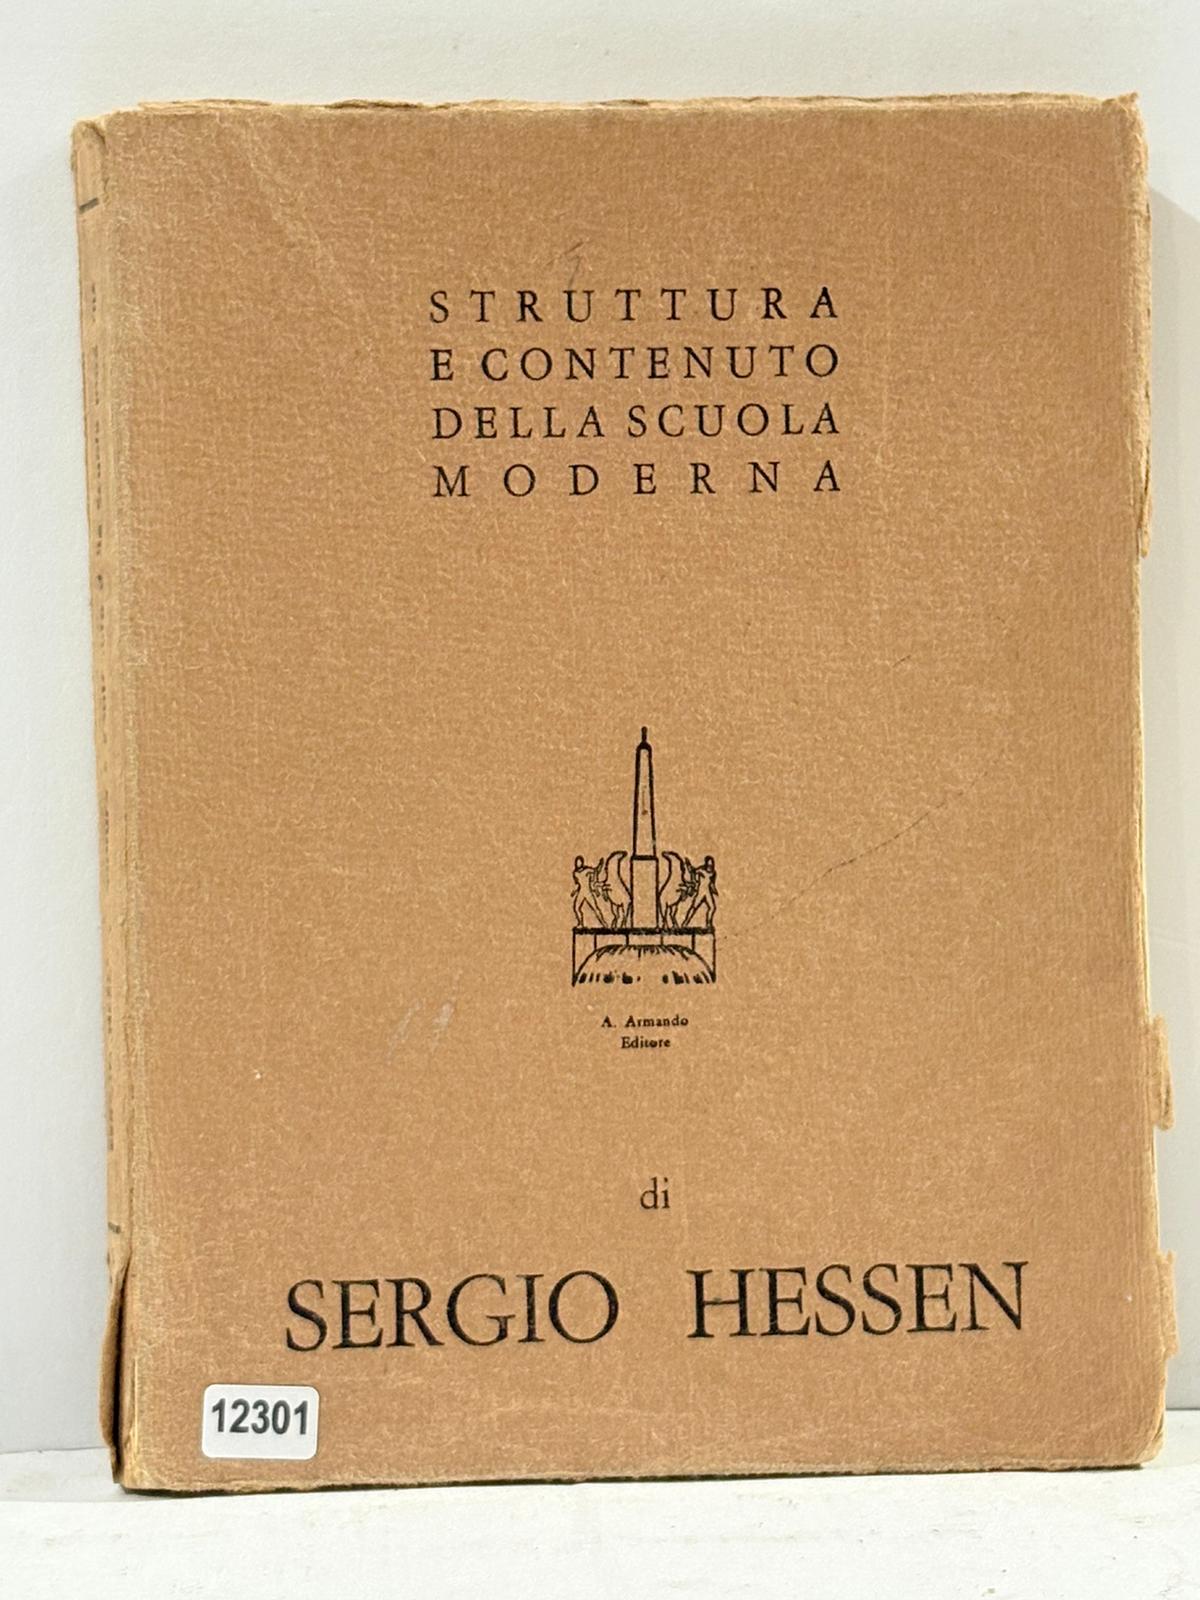 STRUTTURA
E CONTENUTO
DELLA SCUOLA
MODERNA
A. Armando
Editore
di
SERGIO HESSEN
12301